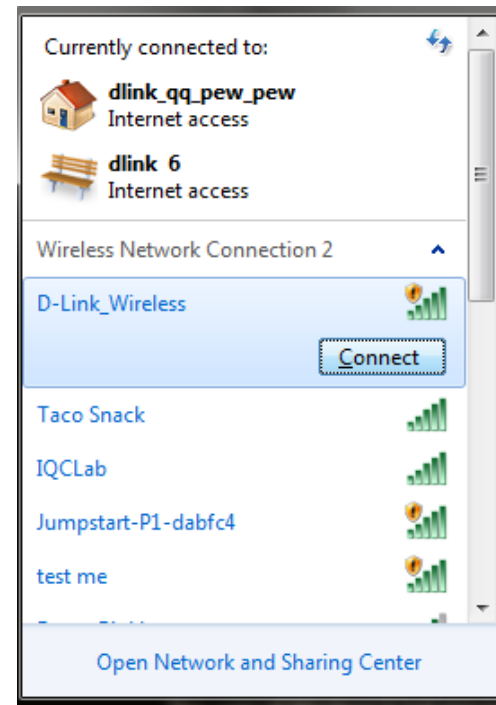 Currently connected to:
dlink_qq_pew_pew
Internet access
dlink 6
Internet access
Wireless Network Connection 2
D-Link_Wireless
Connect
Taco Snack
IQCLab
Jumpstart-P1-dabfc4
test me
Open Network and Sharing Center